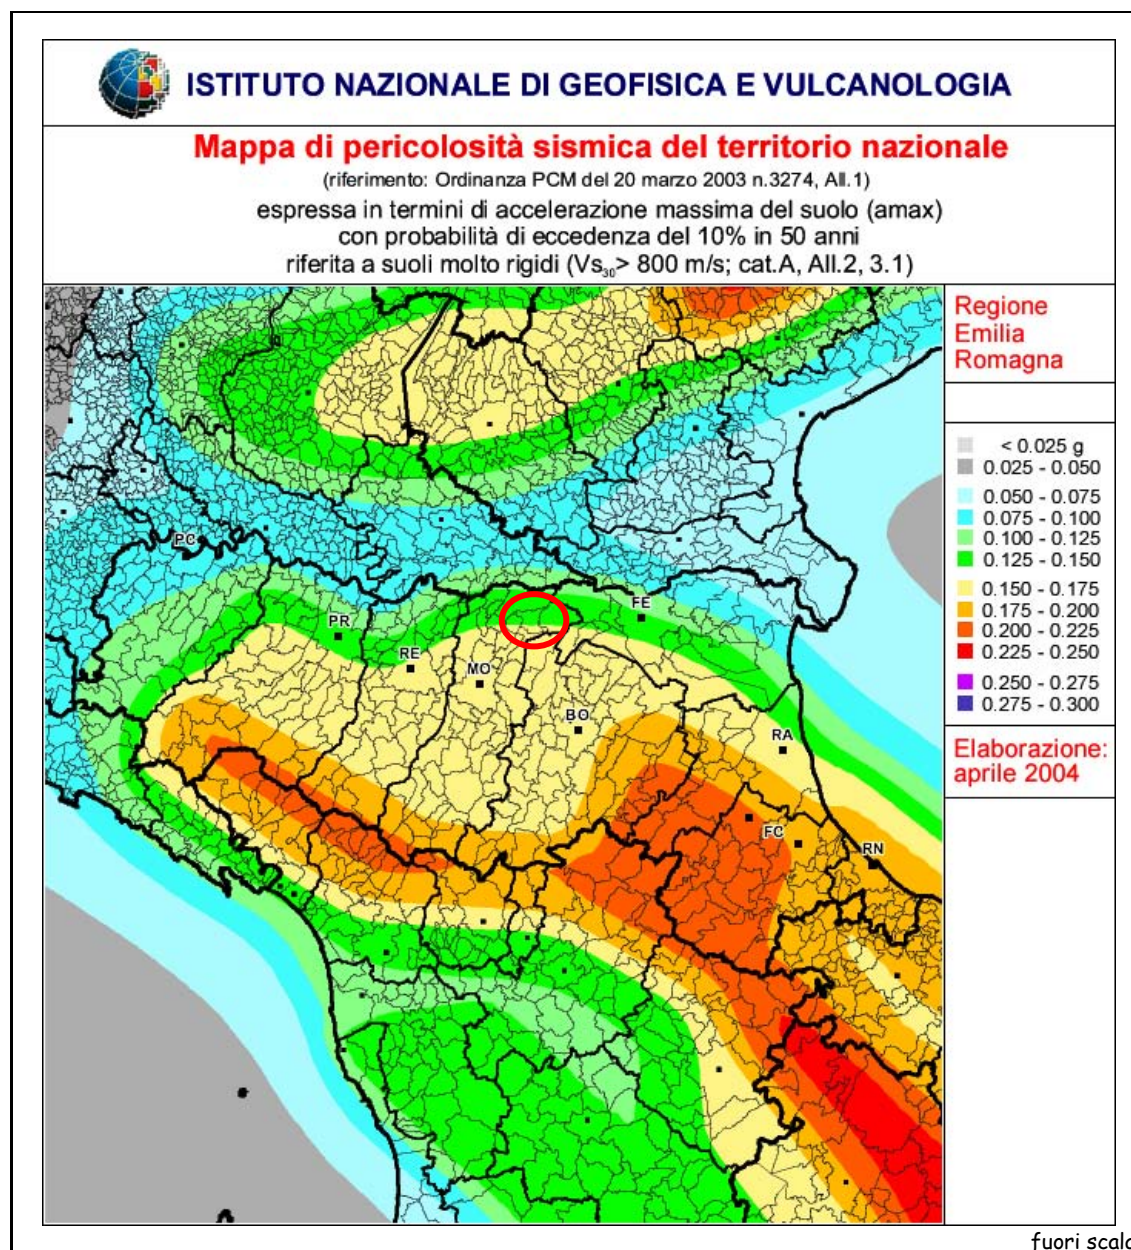 ISTITUTO NAZIONALE DI GEOFISICA E VULCANOLOGIA
Mappa di pericolosità sismica del territorio nazionale
(riferimento: Ordinanza PCM del 20 marzo 2003 n.3274, All.1)
espressa in termini di accelerazione massima del suolo (amax)
con probabilità di eccedenza del 10% in 50 anni
riferita a suoli molto rigidi (Vs30> 800 m/s; cat.A, All.2, 3.1)
Regione
Emilia
Romagna
< 0.025 g
0.025 - 0.050
0.050 - 0.075
0.075 - 0.100
0.100 - 0.125
0.125 - 0.150
0.150 - 0.175
0.175 - 0.200
0.200 - 0.225
0.225 - 0.250
0.250 - 0.275
0.275 - 0.300
Elaborazione:
aprile 2004
PC
PR
FE
RE
MO
BO
RA
FC
RN
fuori scala